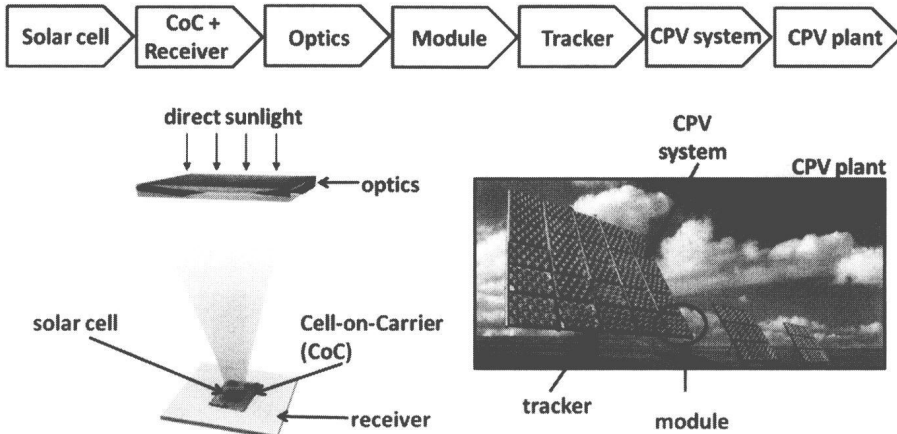 Solar cell
CoC +
Receiver
Optics
Module
Tracker
CPV system
CPV plant
direct sunlight
optics
solar cell
Cell-on-Carrier
(CoC)
receiver
CPV
system
CPV plant
tracker
module